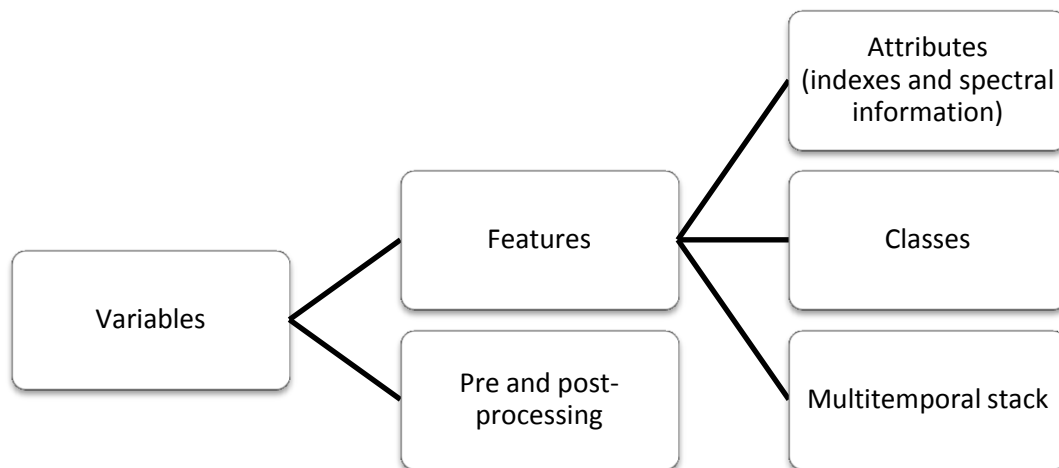 Attributes
(indexes and spectral
information)
Features
Classes
Variables
Pre and post-
processing
Multitemporal stack